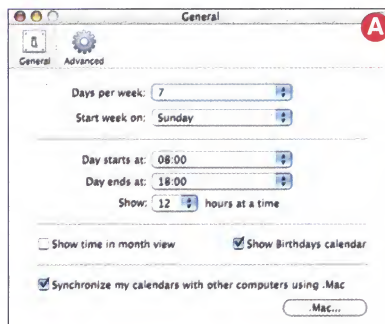 General
A
General Advanced
Days per week: 7
Start week on: Sunday
Day starts at: 08:00
Day ends at: 18:00
Show: 12 hours at a time
Show time in month view Show Birthdays calendar
Synchronize my calendars with other computers using .Mac
.Mac...